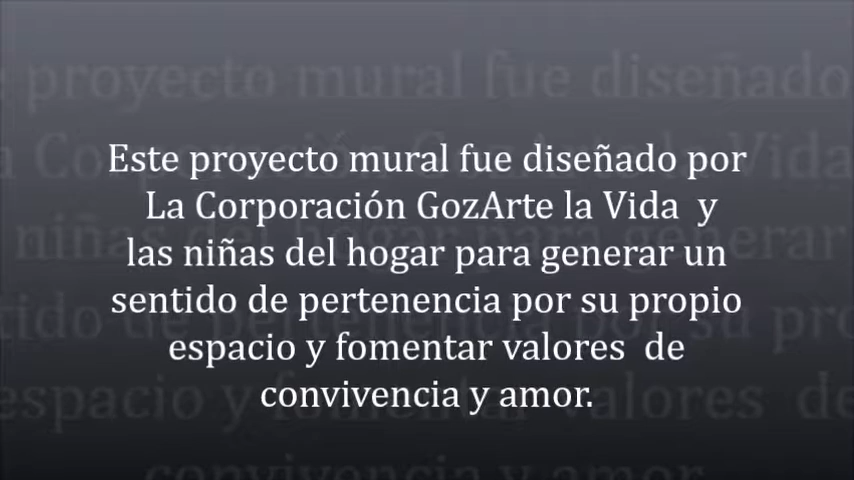 Este proyecto mural fue diseñado por
La Corporación GozArte la Vida y
las niñas del hogar para generar un
sentido de pertenencia por su propio
espacio y fomentar valores de
convivencia y amor.